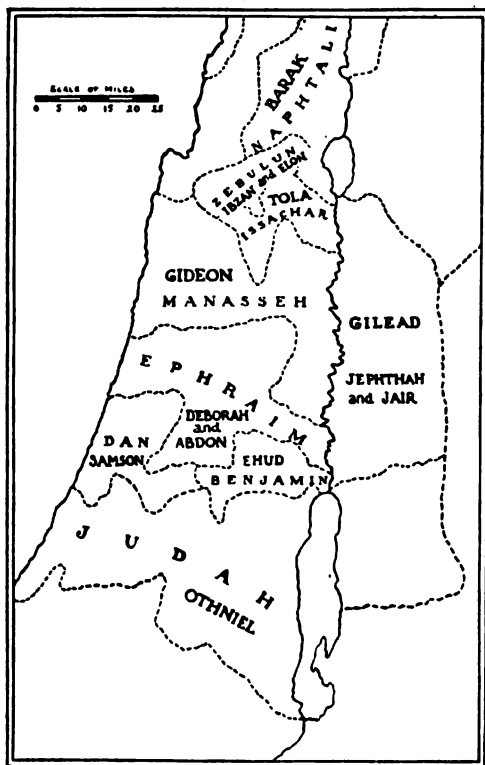 BARAK
NAPHTALI
SCALE OF MILES
0 5 10 15 20 25
ZEBULUN
IBZAN and ELON
TOLA
ISSACHAR
GIDEON
MANASSEH
GILEAD
EPHRAIM
JEPHTHAH
and JAIR
DEBORAH
and
ABDON
DAN
SAMSON
EHUD
BENJAMIN
JUDAH
OTHNIEL